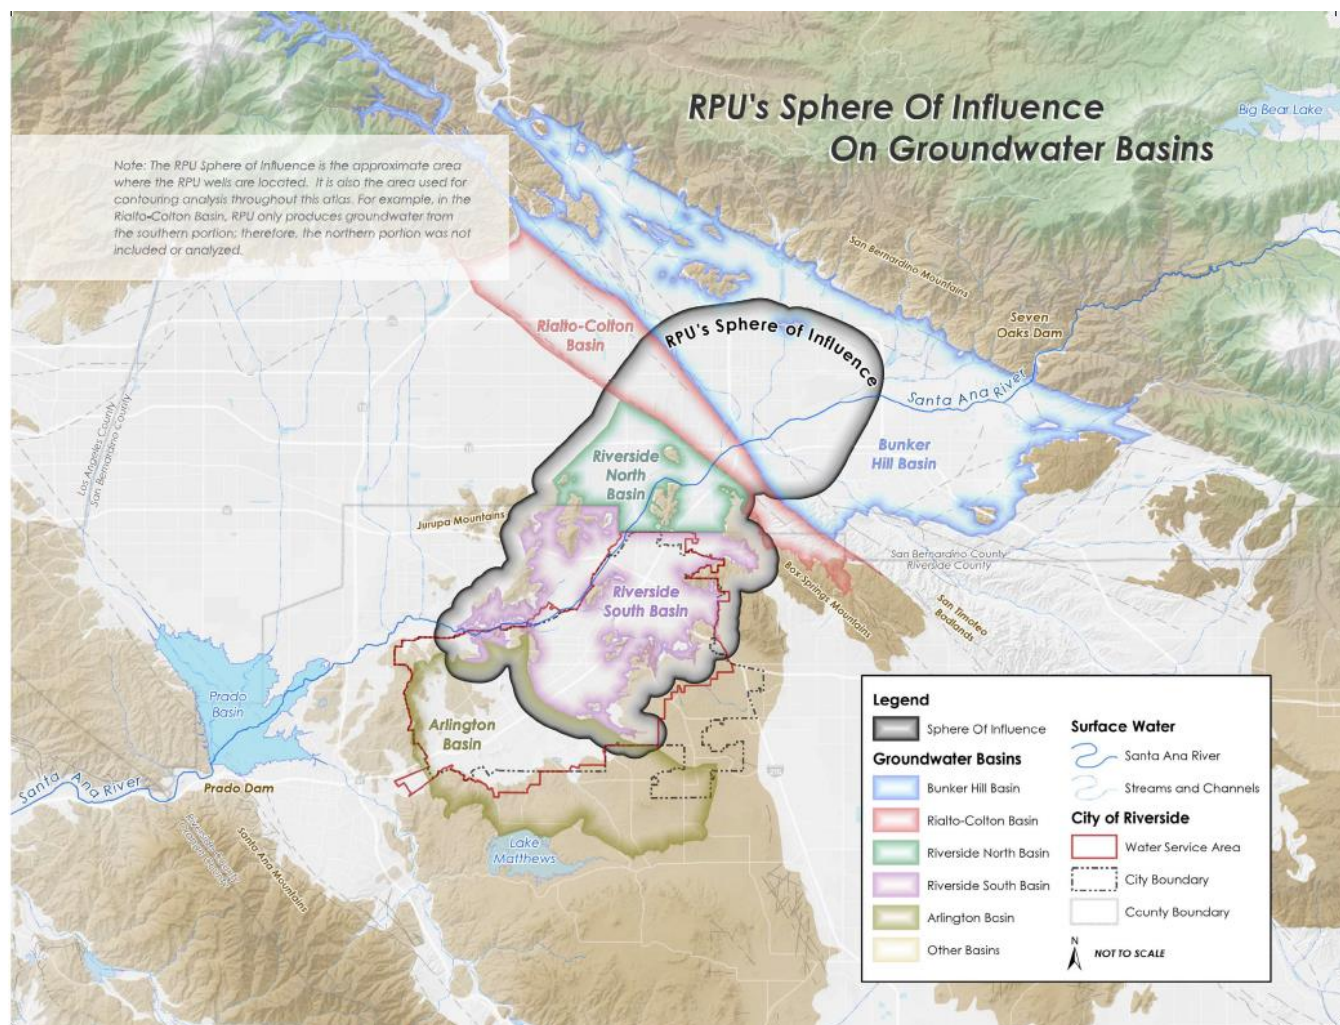 RPU's Sphere Of Influence
On Groundwater Basins
Big Bear Lake
Note: The RPU Sphere of Influence is the approximate area
where the RPU wells are located. It is also the area used for
contouring analysis throughout this atlas. For example, in the
Rialto-Colton Basin, RPU only produces groundwater from
the southern portion; therefore, the northern portion was not
included or analyzed.
San Bernardino Mountains
Seven
Oaks Dam
Rialto-Colton
Basin
RPU's Sphere of Influence
Santa Ana River
Los Angeles County
San Bernardino County
Bunker
Hill Basin
Riverside
North
Basin
Jurupa Mountains
San Bernardino County
Riverside County
Box Springs Mountains
San Timoteo
Badlands
Riverside
South Basin
Prado
Basin
Arlington
Basin
Santa Ana River
Prado Dam
Santa Ana Mountains
Lake
Matthews
Legend
Sphere Of Influence
Groundwater Basins
Bunker Hill Basin
Rialto-Colton Basin
Riverside North Basin
Riverside South Basin
Arlington Basin
Other Basins
Surface Water
Santa Ana River
Streams and Channels
City of Riverside
Water Service Area
City Boundary
County Boundary
N
NOT TO SCALE